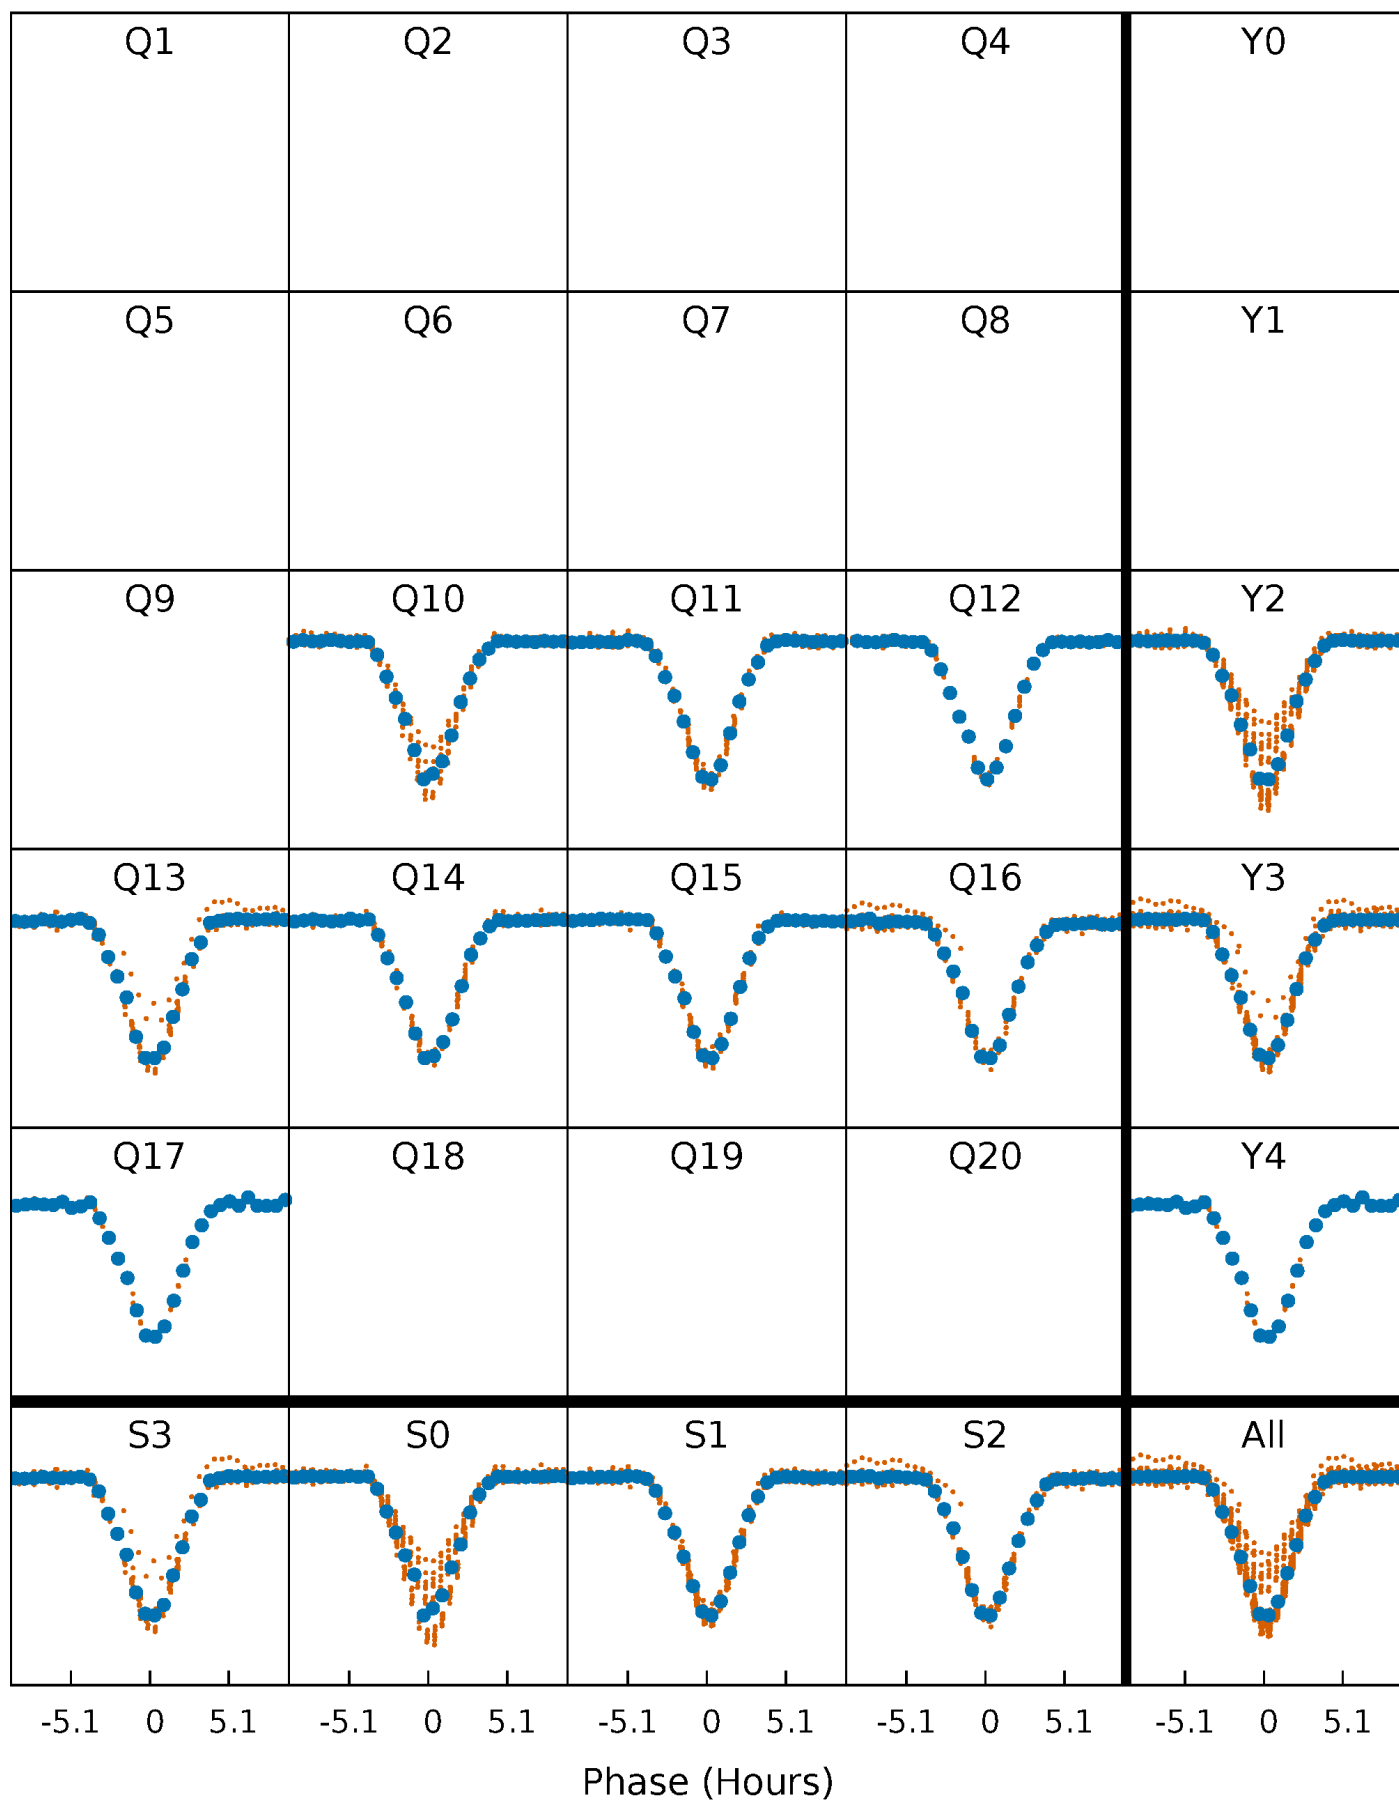 Q1 Q2 Q3 Q4 Y0
Q5 Q6 Q7 Q8 Y1
Q9 Q10 Q11 Q12 Y2
Q13 Q14 Q15 Q16 Y3
Q17 Q18 Q19 Q20 Y4
S3 S0 S1 S2 All
-5.1 0 5.1 -5.1 0 5.1 -5.1 0 5.1 -5.1 0 5.1 -5.1 0 5.1
Phase (Hours)